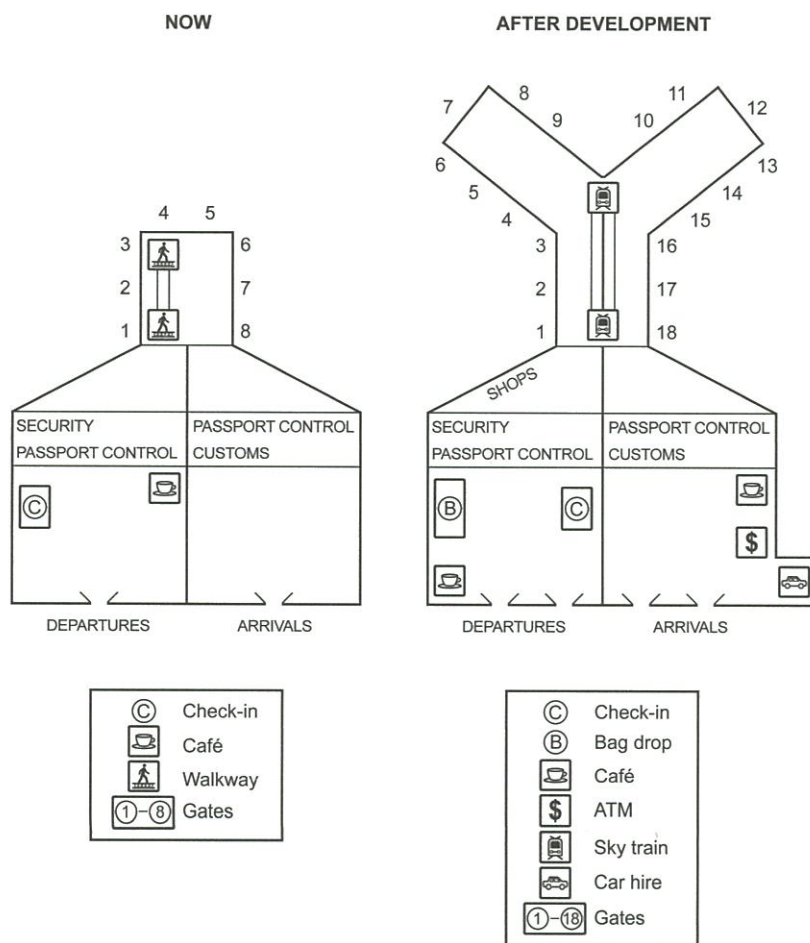 NOW
4 5
3 6
2 7
1 8
SECURITY
PASSPORT CONTROL
PASSPORT CONTROL
CUSTOMS
C
DEPARTURES
ARRIVALS
C Check-in
Café
Walkway
1–8 Gates
AFTER DEVELOPMENT
8 11
7 12
9 10
6 13
5 14
4 15
3 16
2 17
1 18
SHOPS
SECURITY
PASSPORT CONTROL
PASSPORT CONTROL
CUSTOMS
B
C
$
DEPARTURES
ARRIVALS
C Check-in
B Bag drop
Café
$ ATM
Sky train
Car hire
1–18 Gates